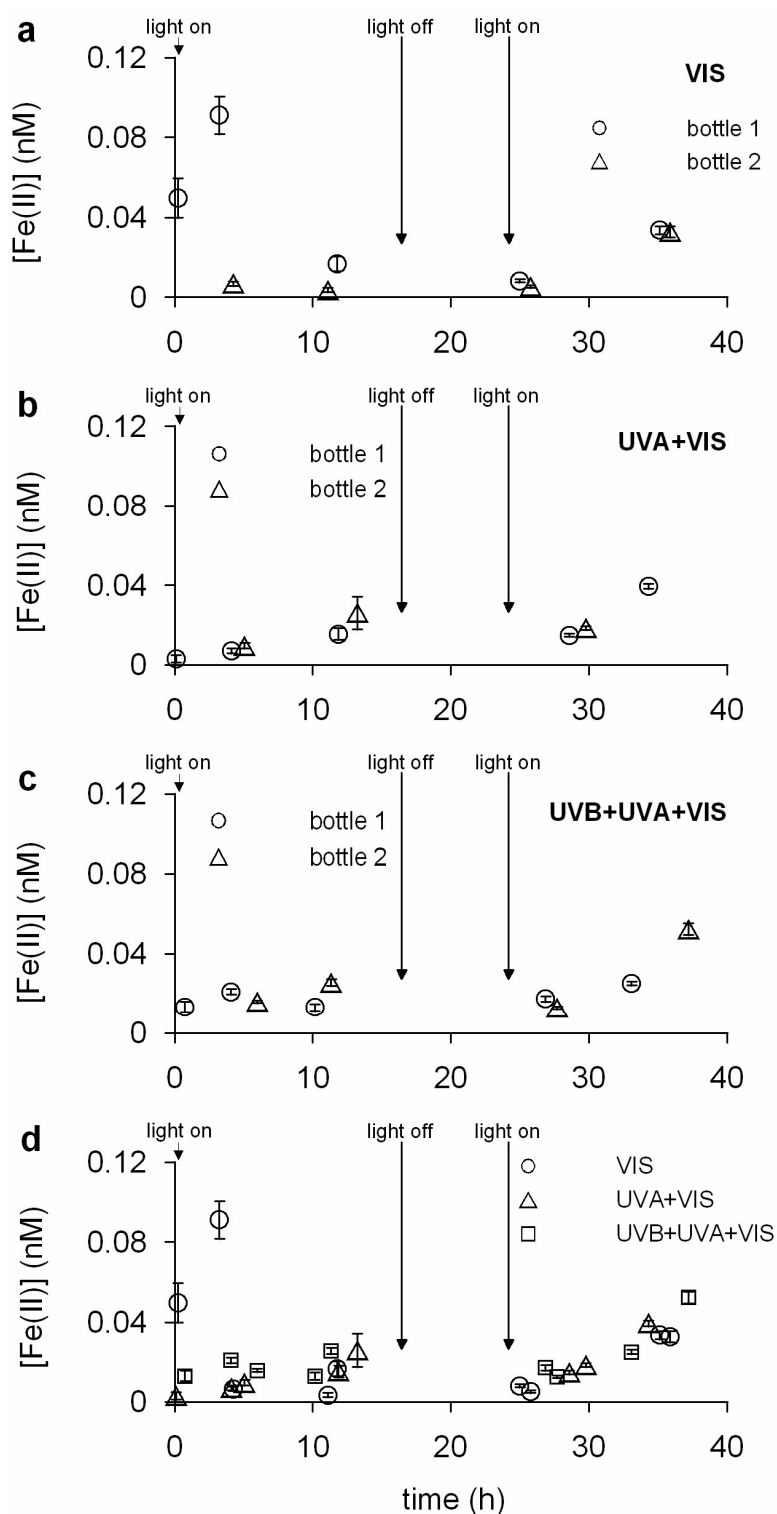 a
light on
light off
light on
0.12
VIS
bottle 1
bottle 2
0.08
0.04
0
[Fe(II)] (nM)
0 10 20 30 40
b
light on
light off
light on
0.12
UVA+VIS
bottle 1
bottle 2
0.08
0.04
0
[Fe(II)] (nM)
0 10 20 30 40
c
light on
light off
light on
0.12
UVB+UVA+VIS
bottle 1
bottle 2
0.08
0.04
0
[Fe(II)] (nM)
0 10 20 30 40
d
light on
light off
light on
0.12
VIS
UVA+VIS
UVB+UVA+VIS
0.08
0.04
0
[Fe(II)] (nM)
0 10 20 30 40
time (h)